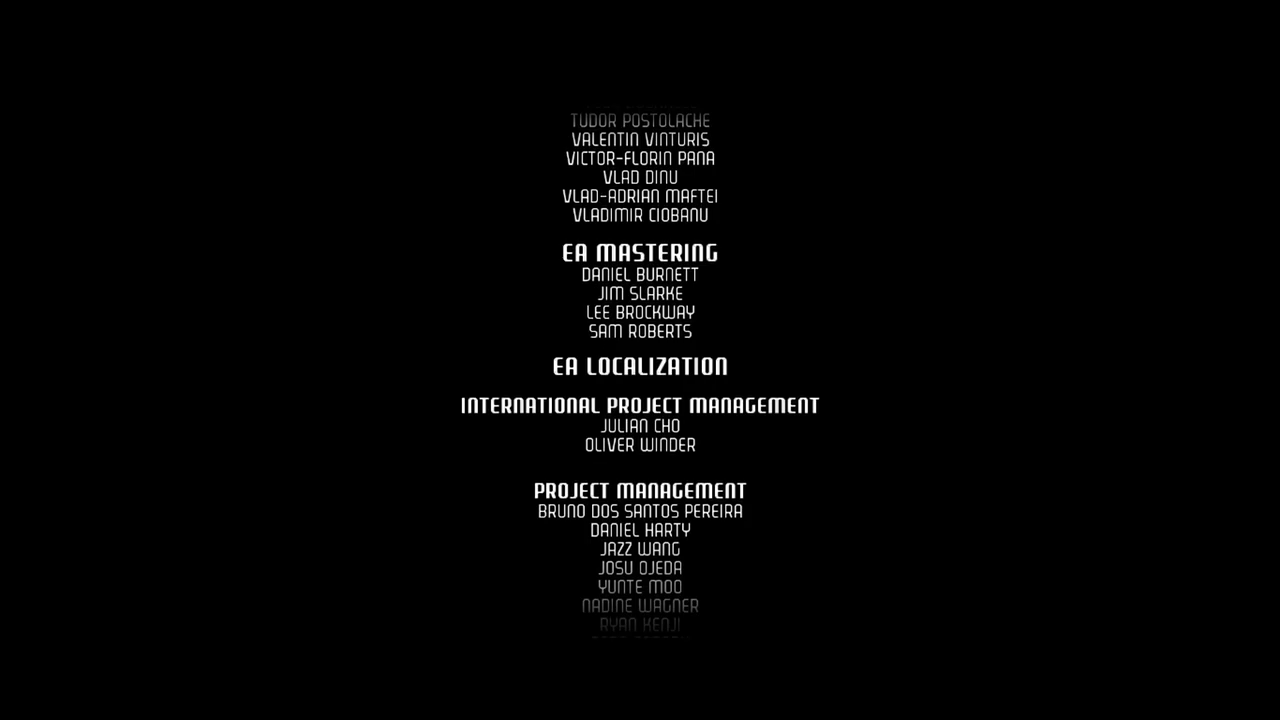 TUDOR POSTOLACHE
VALENTIN VINTURIS
VICTOR-FLORIN PANA
VLAD DINU
VLAD-ADRIAN MAFTEI
VLADIMIR CIOBANU
EA MASTERING
DANIEL BURNETT
JIM SLARKE
LEE BROCKWAY
SAM ROBERTS
EA LOCALIZATION
INTERNATIONAL PROJECT MANAGEMENT
JULIAN CHO
OLIVER WINDER
PROJECT MANAGEMENT
BRUNO DOS SANTOS PEREIRA
DANIEL HARTY
JAZZ WANG
JOSU OJEDA
YUNTE MOO
NADINE WAGNER
RYAN KENJI